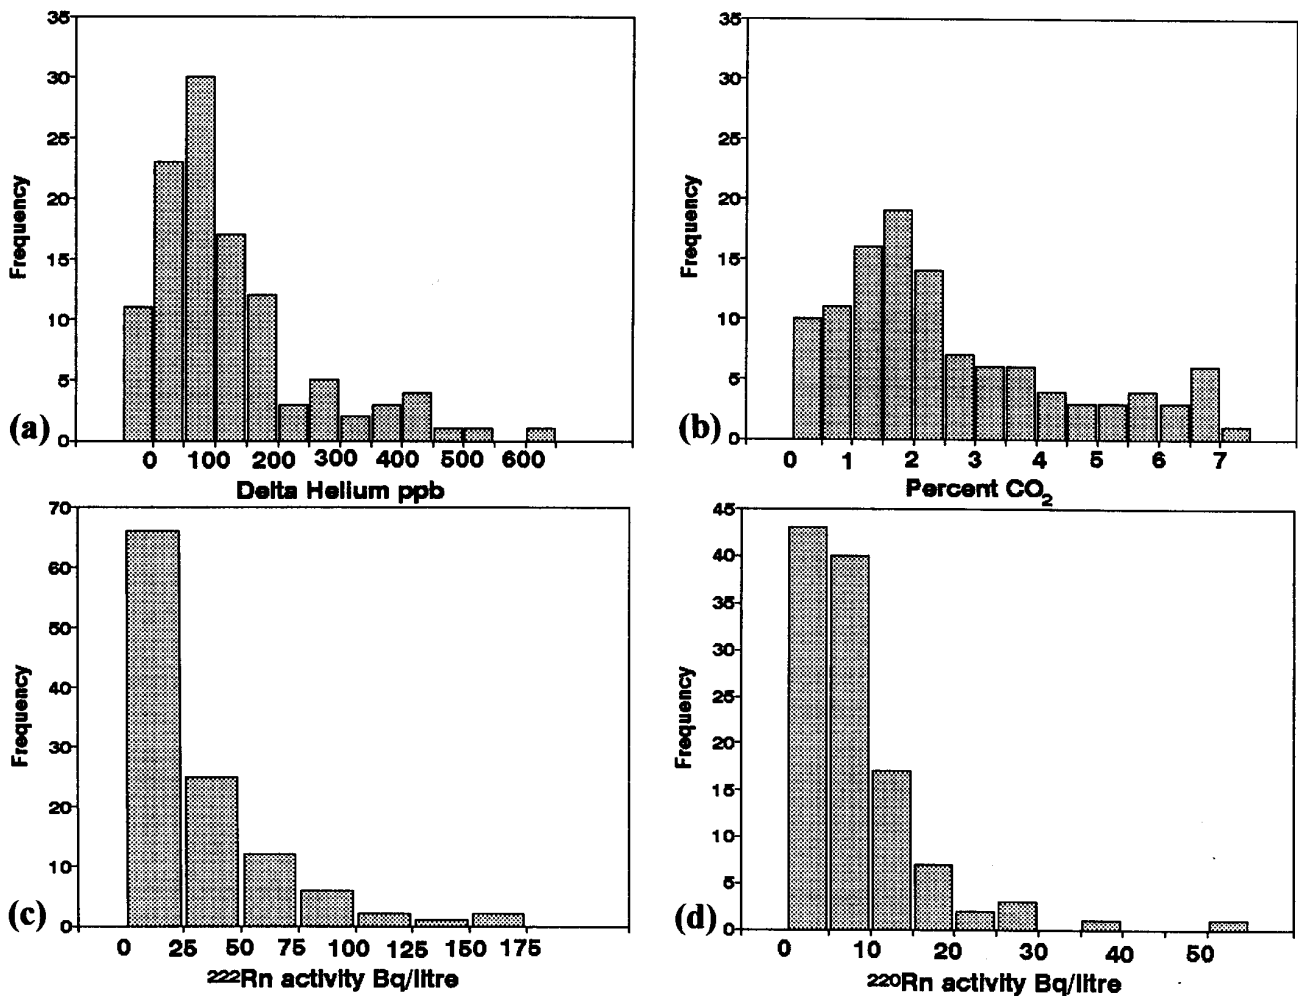 35
30
25
20
15
10
5
0
Frequency
(a)
0 100 200 300 400 500 600
Delta Helium ppb
35
30
25
20
15
10
5
0
Frequency
(b)
0 1 2 3 4 5 6 7
Percent CO₂
70
60
50
40
30
20
10
0
Frequency
(c)
0 25 50 75 100 125 150 175
²²²Rn activity Bq/litre
45
40
35
30
25
20
15
10
5
0
Frequency
(d)
0 10 20 30 40 50
²²⁰Rn activity Bq/litre